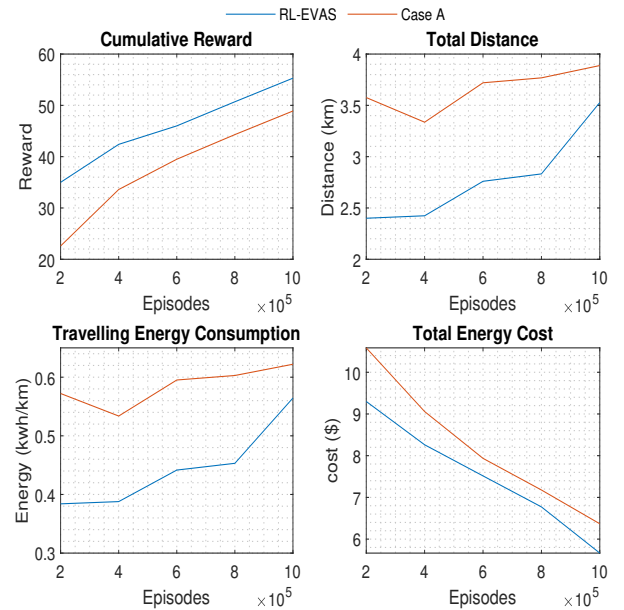 RL-EVAS Case A
Cumulative Reward
60
50
40
30
20
Reward
2 4 6 8 10
Episodes ×10^5
Total Distance
4
3.5
3
2.5
2
Distance (km)
2 4 6 8 10
Episodes ×10^5
Travelling Energy Consumption
0.6
0.5
0.4
0.3
Energy (kwh/km)
2 4 6 8 10
Episodes ×10^5
Total Energy Cost
10
9
8
7
6
cost ($)
2 4 6 8 10
Episodes ×10^5